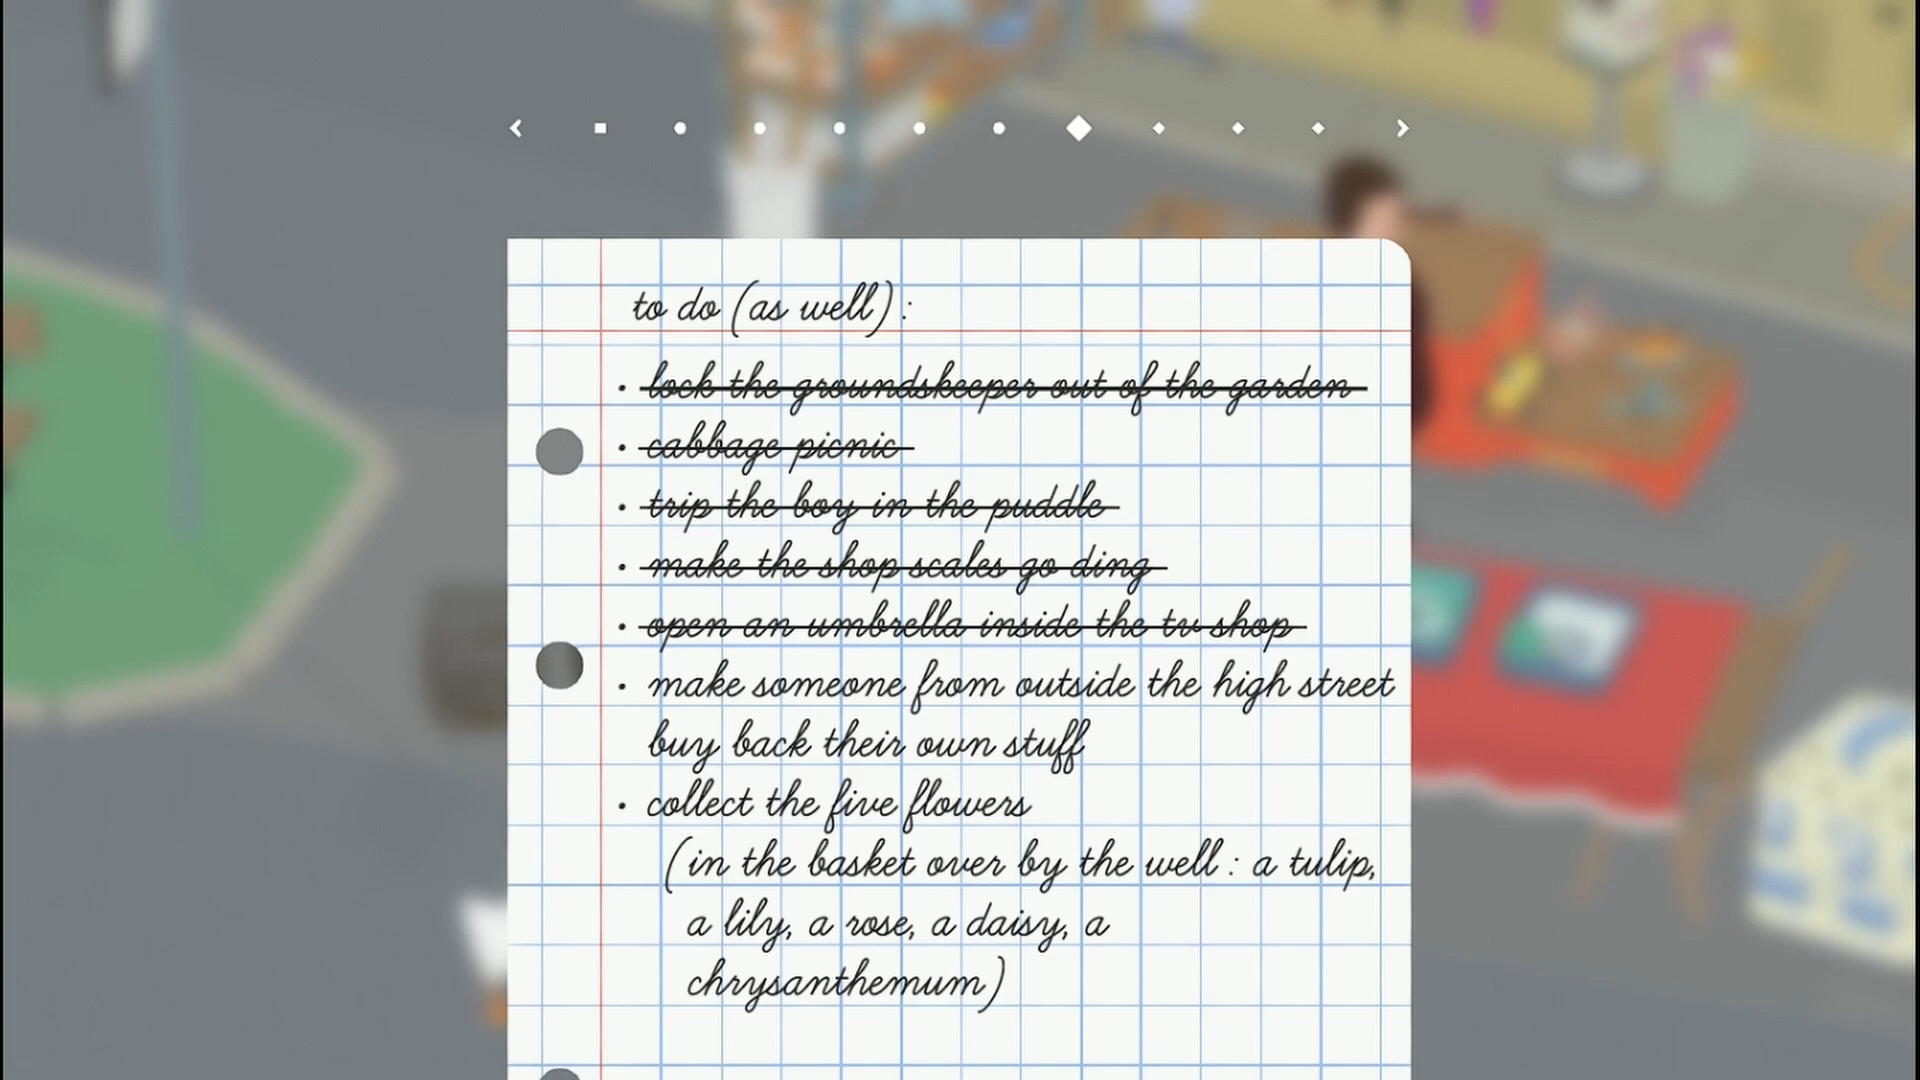 to do (as well) :
• lock the groundskeeper out of the garden
• cabbage picnic
• trip the boy in the puddle
• make the shop scales go ding
• open an umbrella inside the tv shop
• make someone from outside the high street
buy back their own stuff
• collect the five flowers
(in the basket over by the well : a tulip,
a lily, a rose, a daisy, a
chrysanthemum)